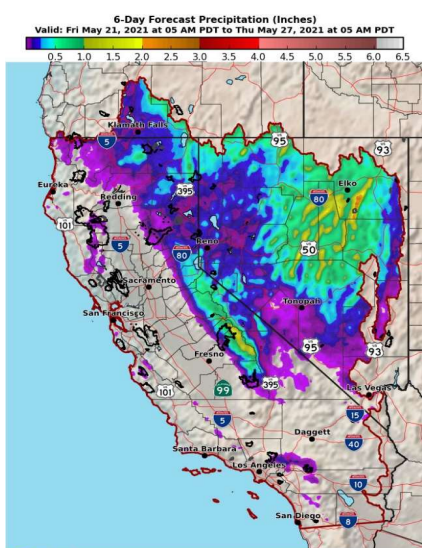 6-Day Forecast Precipitation (Inches)
Valid: Fri May 21, 2021 at 05 AM PDT to Thu May 27, 2021 at 05 AM PDT
0.5 1.0 1.5 2.0 2.5 3.0 3.5 4.0 4.5 5.0 5.5 6.0 6.5
Klamath Falls
5
95
93
Eureka
Redding
395
80
Elko
101
5
80
Reno
50
Sacramento
San Francisco
Tonopah
95
93
Fresno
101
99
395
Las Vegas
5
15
Daggett
40
Santa Barbara
Los Angeles
10
San Diego
8